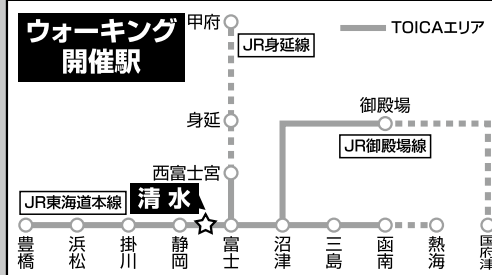 ウォーキング
開催駅
甲府
TOICAエリア
JR身延線
御殿場
身延
JR御殿場線
西富士宮
JR東海道本線
清水
豊橋
浜松
掛川
静岡
富士
沼津
三島
函南
熱海
国府津